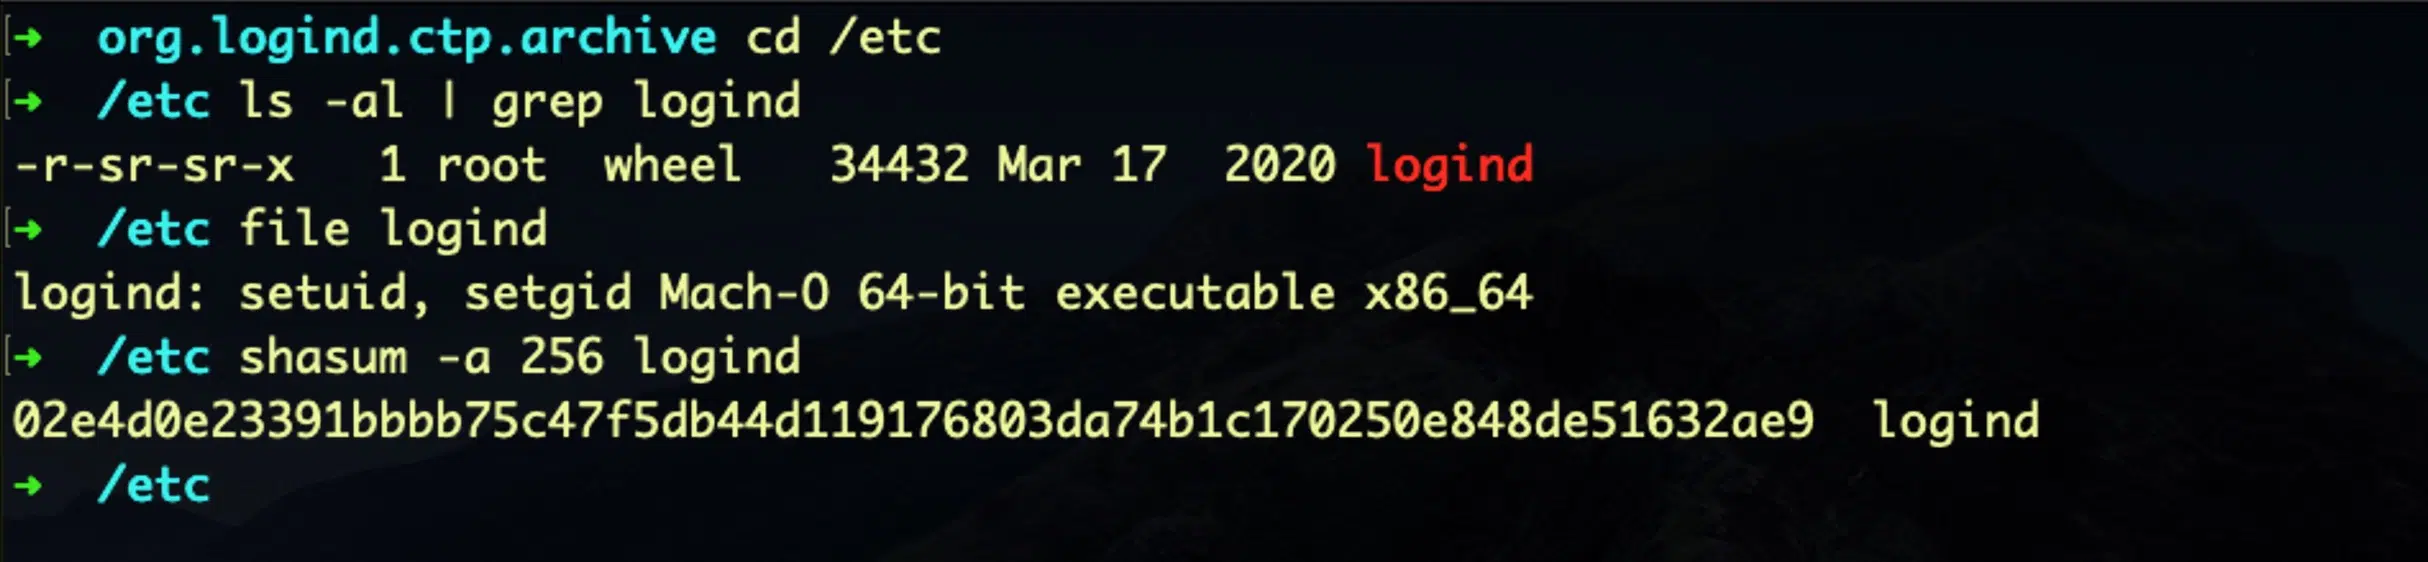 ➜ org.logind.ctp.archive cd /etc
➜ /etc ls -al | grep logind
-r-sr-sr-x 1 root wheel 34432 Mar 17 2020 logind
➜ /etc file logind
logind: setuid, setgid Mach-O 64-bit executable x86_64
➜ /etc shasum -a 256 logind
02e4d0e23391bbbb75c47f5db44d119176803da74b1c170250e848de51632ae9 logind
➜ /etc